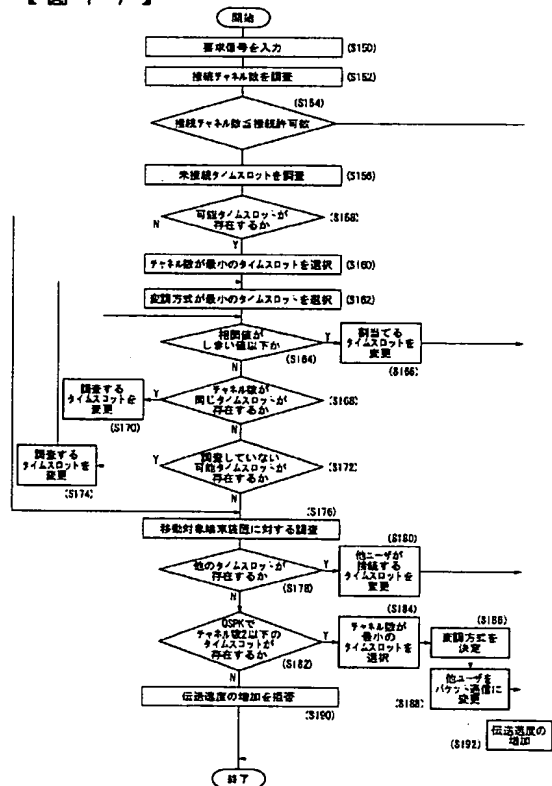 【図１７】
開始
要求信号を入力
(S150)
接続チャネル数を調査
(S152)
(S154)
接続チャネル数≦接続許可数
未接続タイムスロットを調査
(S156)
可能タイムスロットが
存在するか
(S158)
N
Y
チャネル数が最小のタイムスロットを選択
(S160)
変調方式が最小のタイムスロットを選択
(S162)
相関値が
しきい値以下か
(S164)
Y
N
割当てる
タイムスロットを
変更
(S166)
チャネル数が
同じタイムスロットが
存在するか
(S168)
Y
N
調査する
タイムスロットを
変更
(S170)
調査していない
可能タイムスロットが
存在するか
(S172)
Y
N
調査する
タイムスロットを
変更
(S174)
(S176)
移動対象端末装置に対する調査
他のタイムスロットが
存在するか
(S178)
Y
N
(S180)
他ユーザが
接続する
タイムスロットを
変更
QSPKで
チャネル数2以下の
タイムスロットが
存在するか
(S182)
Y
N
(S184)
チャネル数が
最小の
タイムスロットを
選択
(S186)
変調方式を
決定
他ユーザを
パケット通信に
変更
(S188)
伝送速度の増加を拒否
(S190)
伝送速度の
増加
(S192)
終了